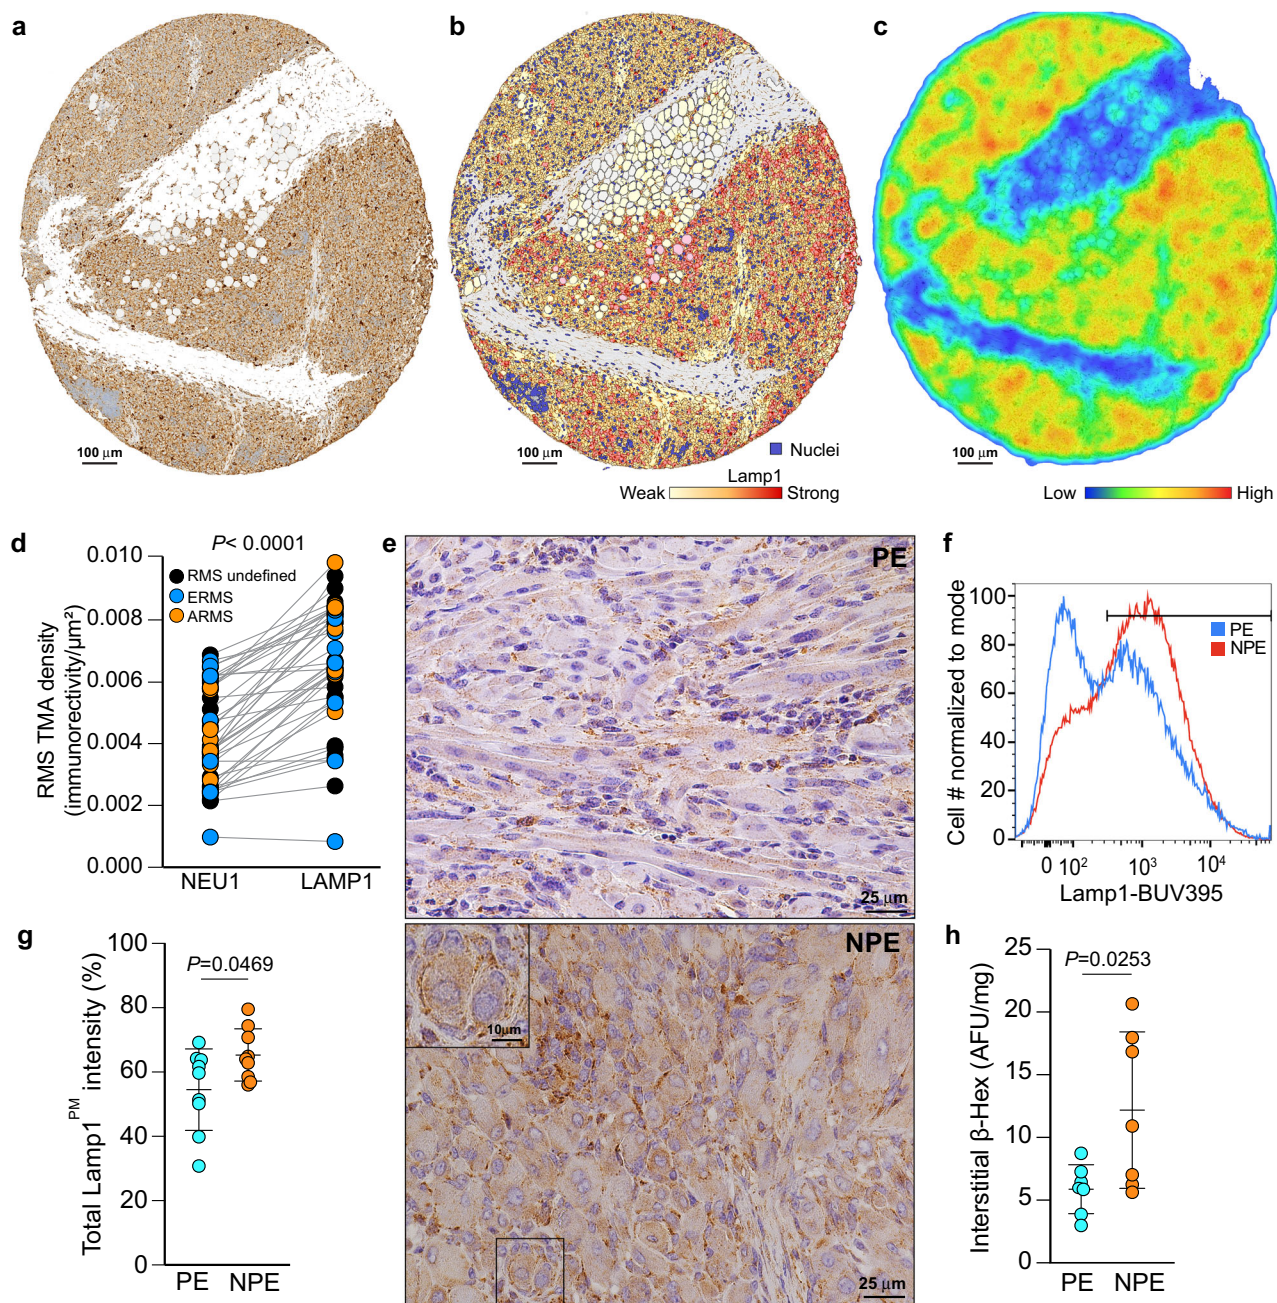 a
b
c
100 µm
100 µm
100 µm
Nuclei
Lamp1
Weak
Strong
Low
High
d
P< 0.0001
RMS undefined
ERMS
ARMS
RMS TMA density
(immunorectivity/µm²)
0.010
0.008
0.006
0.004
0.002
0.000
NEU1
LAMP1
e
PE
25 µm
NPE
10µm
25 µm
f
Cell # normalized to mode
100
80
60
40
20
0
PE
NPE
0 10² 10³ 10⁴
Lamp1-BUV395
g
Total Lamp1ᴾᴹ intensity (%)
100
80
60
40
20
0
P=0.0469
PE
NPE
h
Interstitial β-Hex (AFU/mg)
25
20
15
10
5
0
P=0.0253
PE
NPE